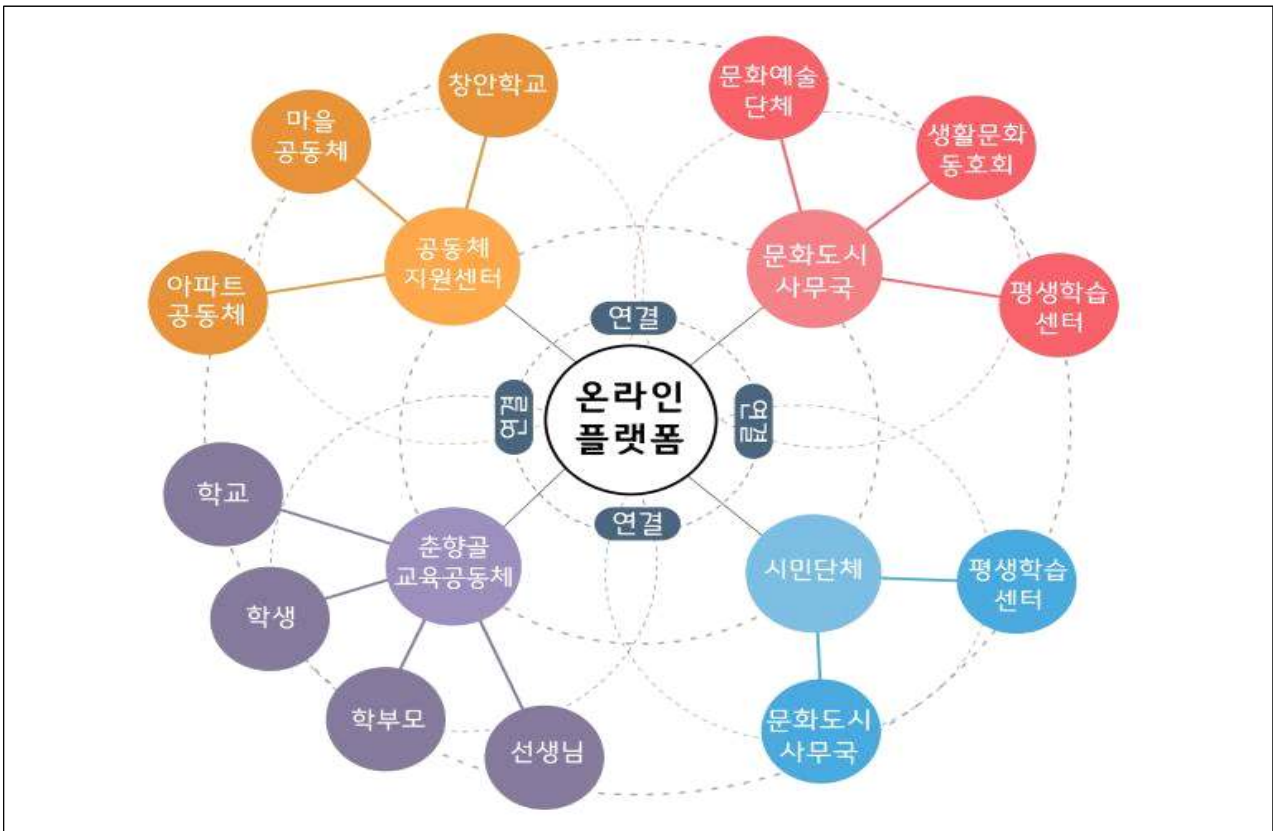 창안학교
문화예술
단체
마을
공동체
생활문화
동호회
공동체
지원센터
문화도시
사무국
아파트
공동체
평생학습
센터
연결
연결
온라인
플랫폼
연결
연결
학교
춘향골
교육공동체
시민단체
평생학습
센터
학생
학부모
선생님
문화도시
사무국